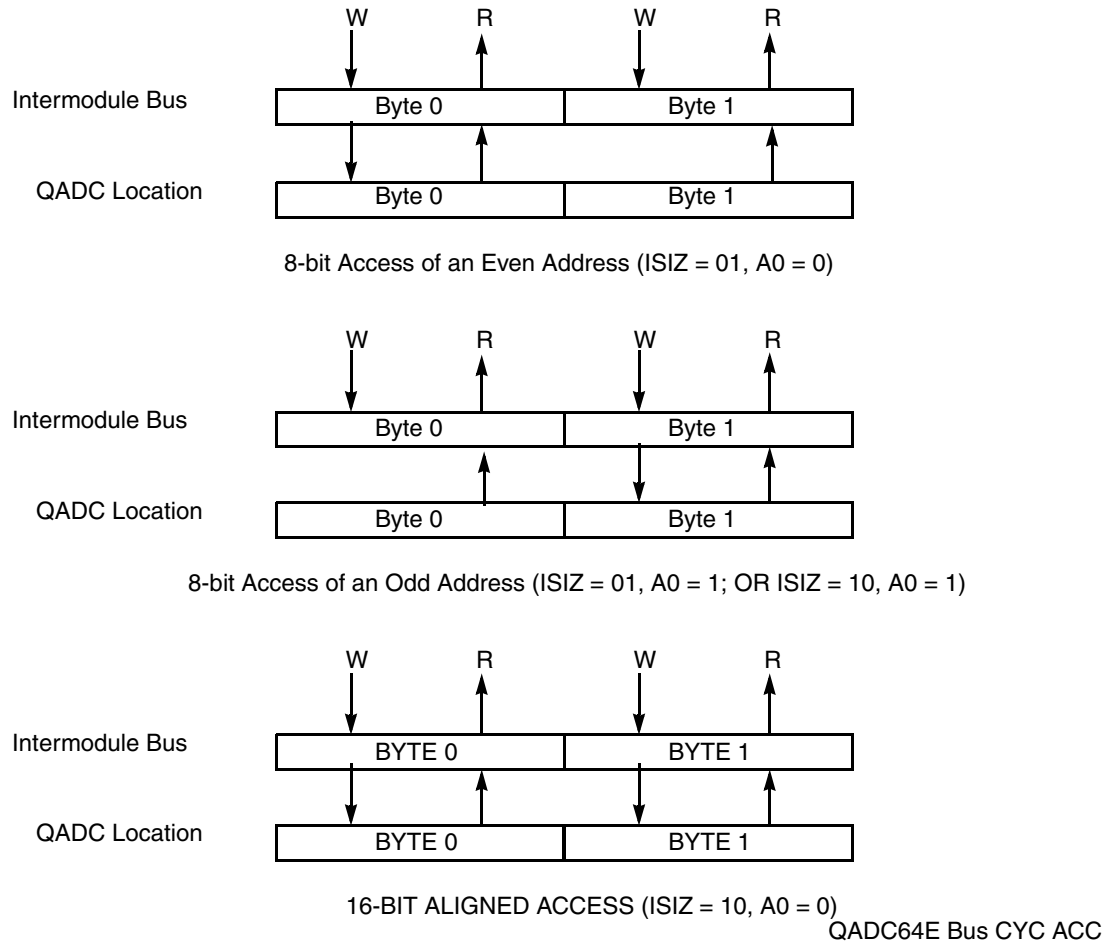 W R W R
Intermodule Bus Byte 0 Byte 1
QADC Location Byte 0 Byte 1
8-bit Access of an Even Address (ISIZ = 01, A0 = 0)
W R W R
Intermodule Bus Byte 0 Byte 1
QADC Location Byte 0 Byte 1
8-bit Access of an Odd Address (ISIZ = 01, A0 = 1; OR ISIZ = 10, A0 = 1)
W R W R
Intermodule Bus BYTE 0 BYTE 1
QADC Location BYTE 0 BYTE 1
16-BIT ALIGNED ACCESS (ISIZ = 10, A0 = 0)
QADC64E Bus CYC ACC